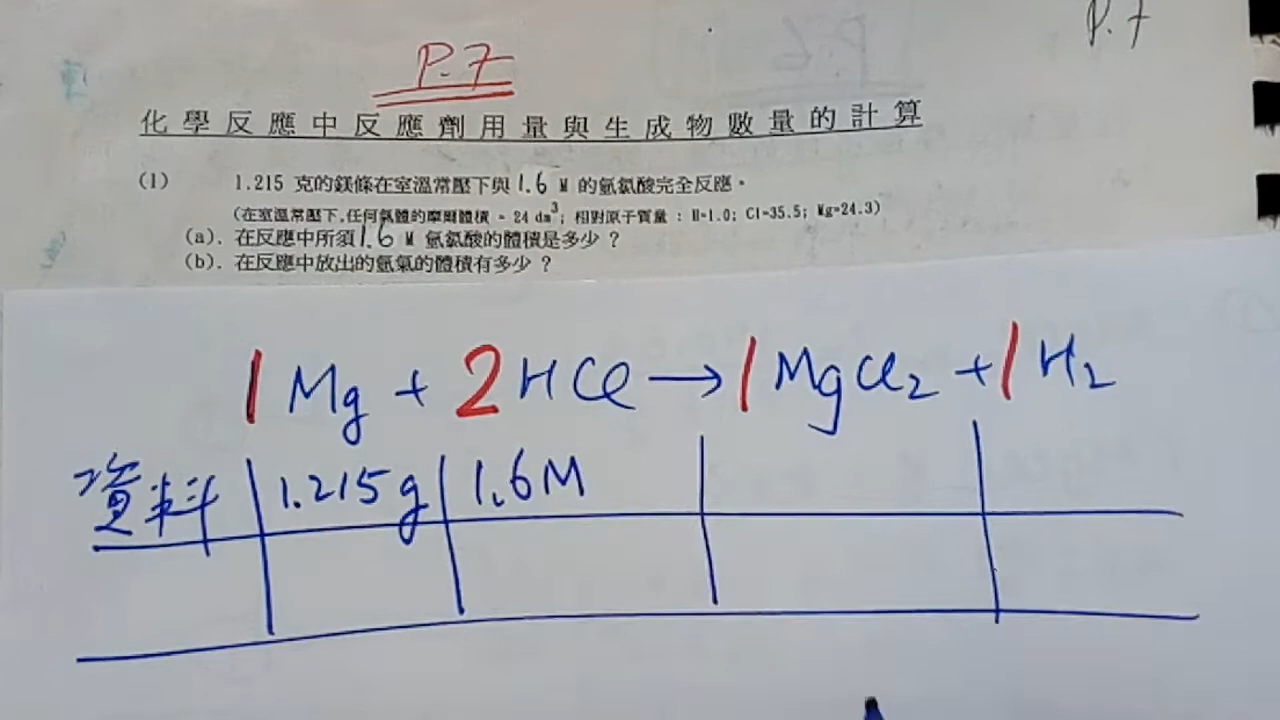 P.7
P.7
化學反應中反應劑用量與生成物數量的計算
(1) 1.215 克的鎂條在室溫常壓下與 1.6 M 的氫氯酸完全反應。
(在室溫常壓下,任何氣體的摩爾體積 = 24 dm³; 相對原子質量 : H=1.0; Cl=35.5; Mg=24.3)
(a). 在反應中所須 1.6 M 氫氯酸的體積是多少 ?
(b). 在反應中放出的氫氣的體積有多少 ?
1 Mg + 2 HCl → 1 MgCl₂ + 1 H₂
資料 1.215g 1.6M